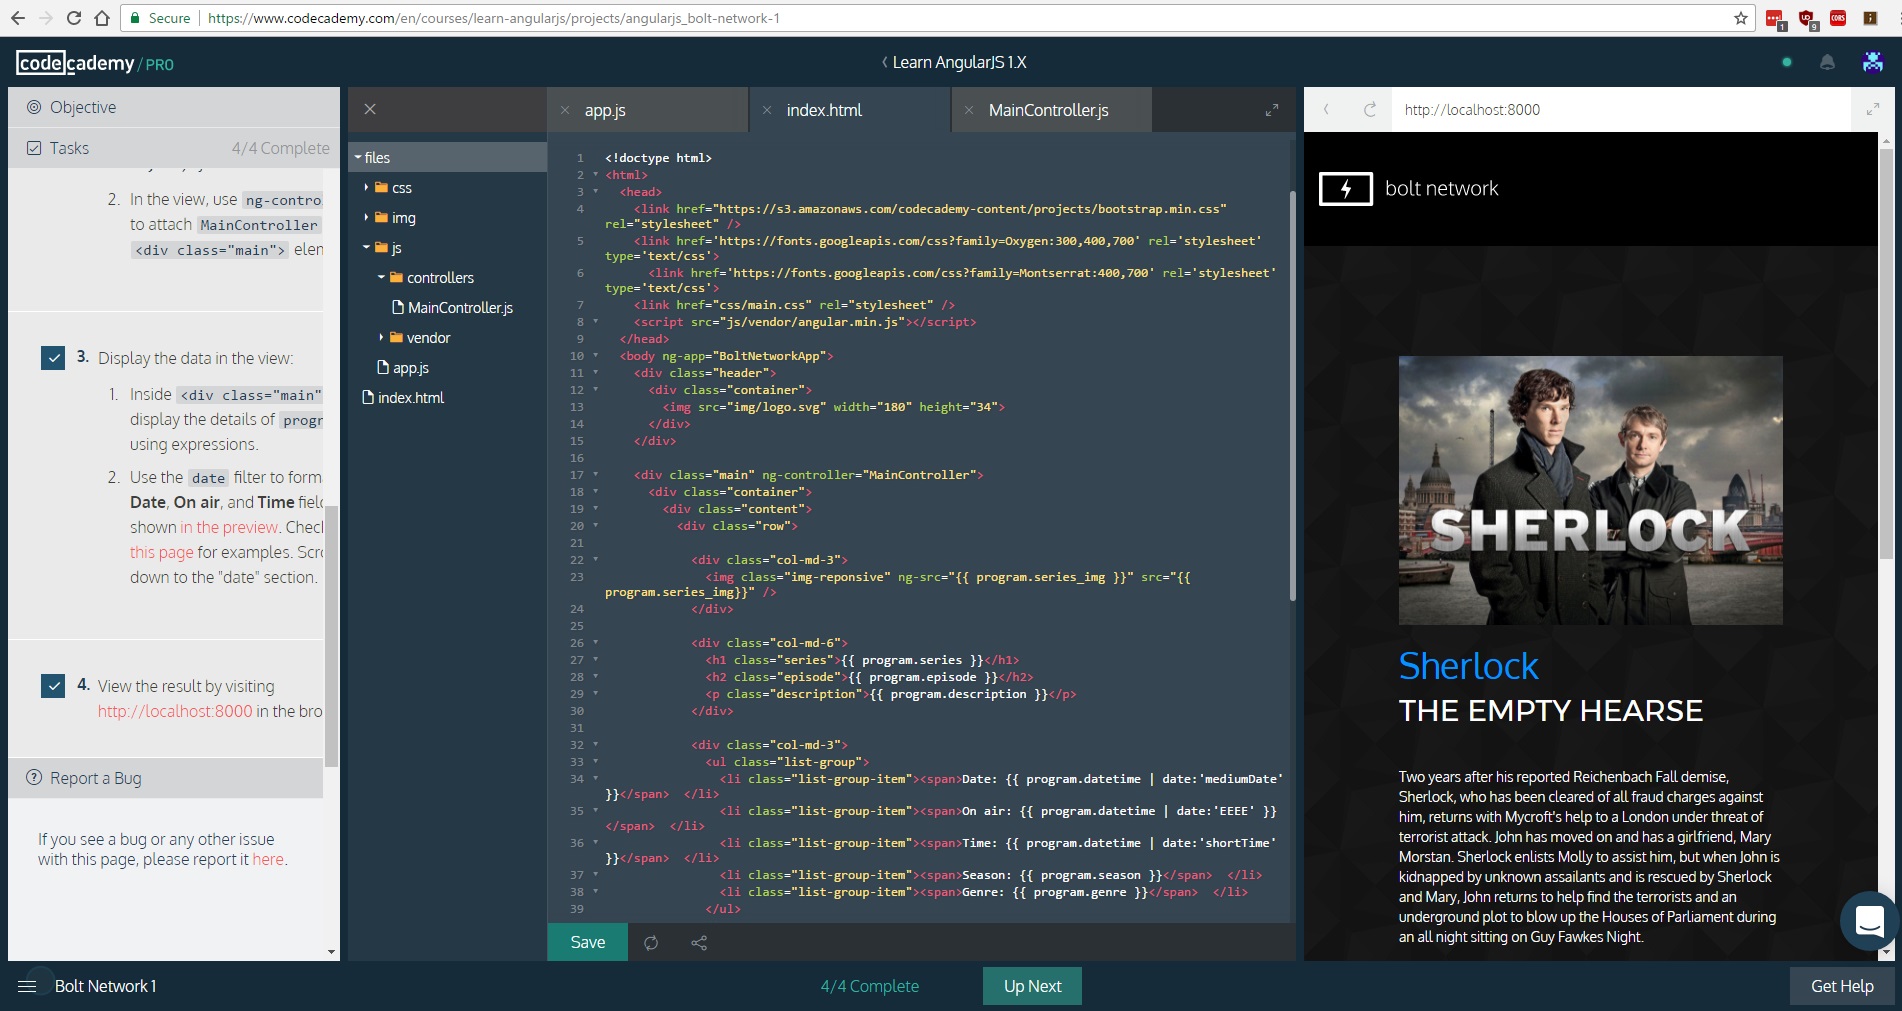 Secure https://www.codecademy.com/en/courses/learn-angularjs/projects/angularjs_bolt-network-1
1
9
CORS
codecademy / PRO
Learn AngularJS 1.X
Objective
Tasks 4/4 Complete
2. In the view, use ng-contro
to attach MainController
<div class="main"> elem
3. Display the data in the view:
1. Inside <div class="main"
display the details of progr
using expressions.
2. Use the date filter to form
Date, On air, and Time field
shown in the preview. Check
this page for examples. Scro
down to the "date" section.
4. View the result by visiting
http://localhost:8000 in the bro
Report a Bug
If you see a bug or any other issue
with this page, please report it here.
files
css
img
js
controllers
MainController.js
vendor
app.js
index.html
app.js
index.html
MainController.js
1 <!doctype html>
2 <html>
3 <head>
4 <link href="https://s3.amazonaws.com/codecademy-content/projects/bootstrap.min.css"
rel="stylesheet" />
5 <link href='https://fonts.googleapis.com/css?family=Oxygen:300,400,700' rel='stylesheet'
type='text/css'>
6 <link href='https://fonts.googleapis.com/css?family=Montserrat:400,700' rel='stylesheet'
type='text/css'>
7 <link href="css/main.css" rel="stylesheet" />
8 <script src="js/vendor/angular.min.js"></script>
9 </head>
10 <body ng-app="BoltNetworkApp">
11 <div class="header">
12 <div class="container">
13 <img src="img/logo.svg" width="180" height="34">
14 </div>
15 </div>
16
17 <div class="main" ng-controller="MainController">
18 <div class="container">
19 <div class="content">
20 <div class="row">
21
22 <div class="col-md-3">
23 <img class="img-reponsive" ng-src="{{ program.series_img }}" src="{{
program.series_img}}" />
24 </div>
25
26 <div class="col-md-6">
27 <h1 class="series">{{ program.series }}</h1>
28 <h2 class="episode">{{ program.episode }}</h2>
29 <p class="description">{{ program.description }}</p>
30 </div>
31
32 <div class="col-md-3">
33 <ul class="list-group">
34 <li class="list-group-item"><span>Date: {{ program.datetime | date:'mediumDate'
}}</span> </li>
35 <li class="list-group-item"><span>On air: {{ program.datetime | date:'EEEE' }}
</span> </li>
36 <li class="list-group-item"><span>Time: {{ program.datetime | date:'shortTime'
}}</span> </li>
37 <li class="list-group-item"><span>Season: {{ program.season }}</span> </li>
38 <li class="list-group-item"><span>Genre: {{ program.genre }}</span> </li>
39 </ul>
Save
http://localhost:8000
bolt network
SHERLOCK
Sherlock
THE EMPTY HEARSE
Two years after his reported Reichenbach Fall demise,
Sherlock, who has been cleared of all fraud charges against
him, returns with Mycroft's help to a London under threat of
terrorist attack. John has moved on and has a girlfriend, Mary
Morstan. Sherlock enlists Molly to assist him, but when John is
kidnapped by unknown assailants and is rescued by Sherlock
and Mary, John returns to help find the terrorists and an
underground plot to blow up the Houses of Parliament during
an all night sitting on Guy Fawkes Night.
Bolt Network 1
4/4 Complete
Up Next
Get Help